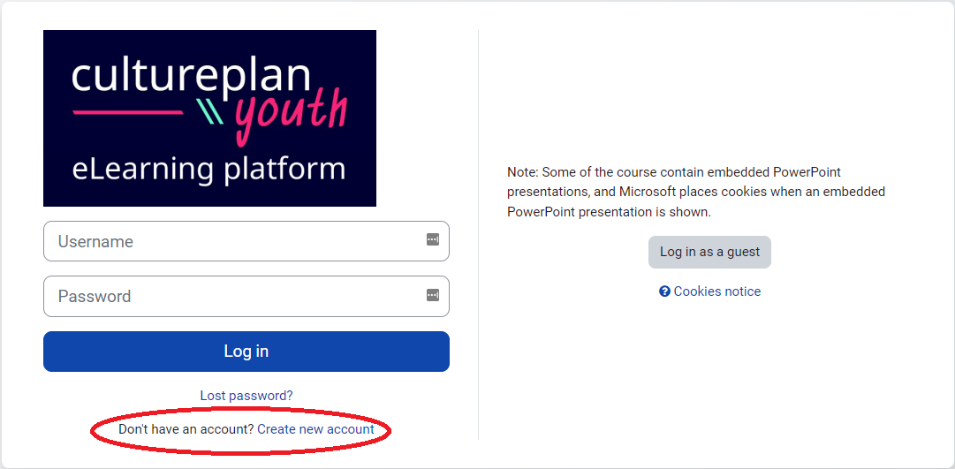 cultureplan
youth
eLearning platform
Username
Password
Log in
Lost password?
Don't have an account? Create new account
Note: Some of the course contain embedded PowerPoint
presentations, and Microsoft places cookies when an embedded
PowerPoint presentation is shown.
Log in as a guest
Cookies notice